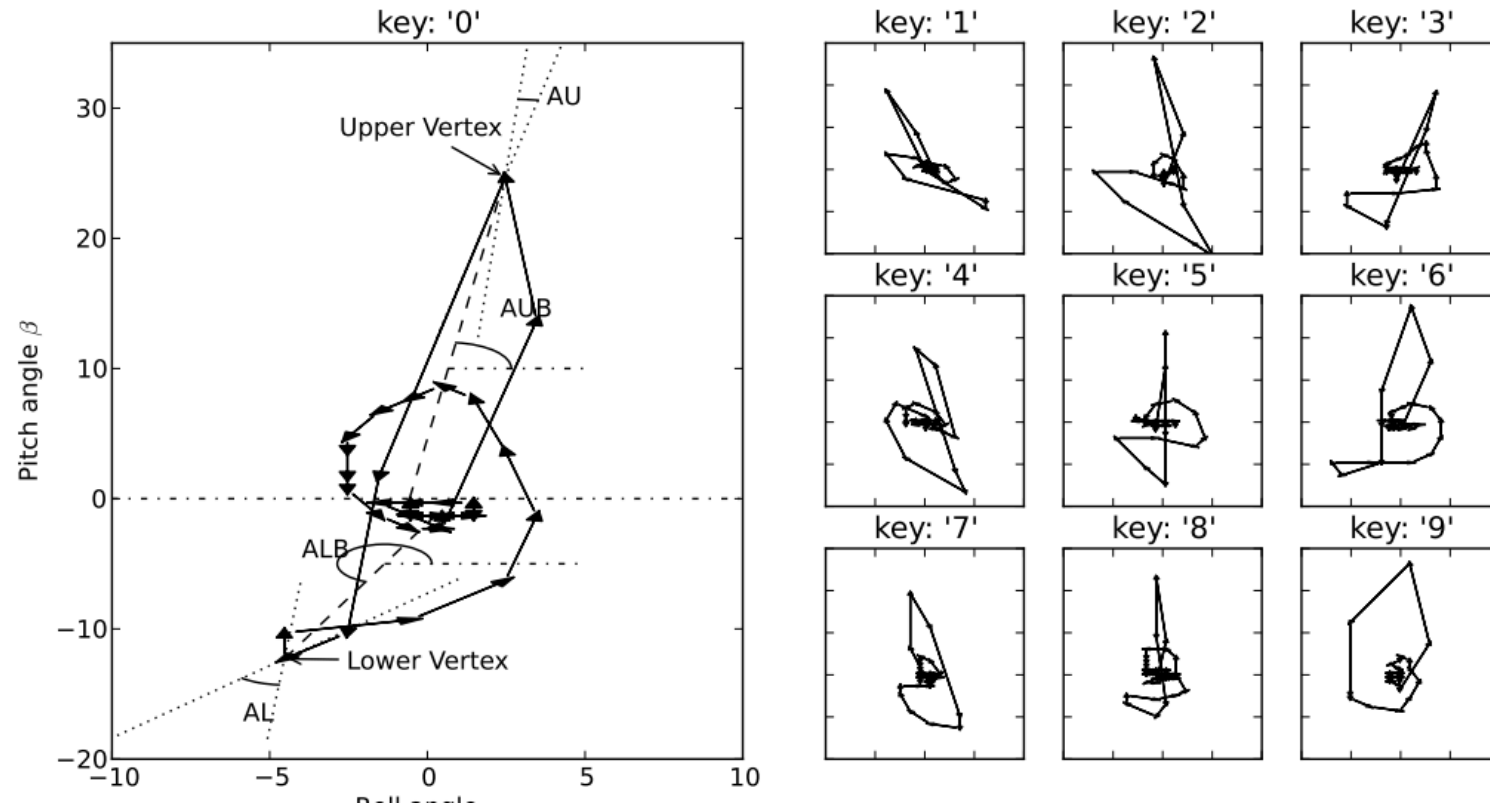 key: '0'
key: '1'
key: '2'
key: '3'
30
AU
Upper Vertex
20
key: '4'
key: '5'
key: '6'
AUB
Pitch angle β
10
0
key: '7'
key: '8'
key: '9'
ALB
−10
Lower Vertex
AL
−20
−10
−5
0
5
10
Roll angle